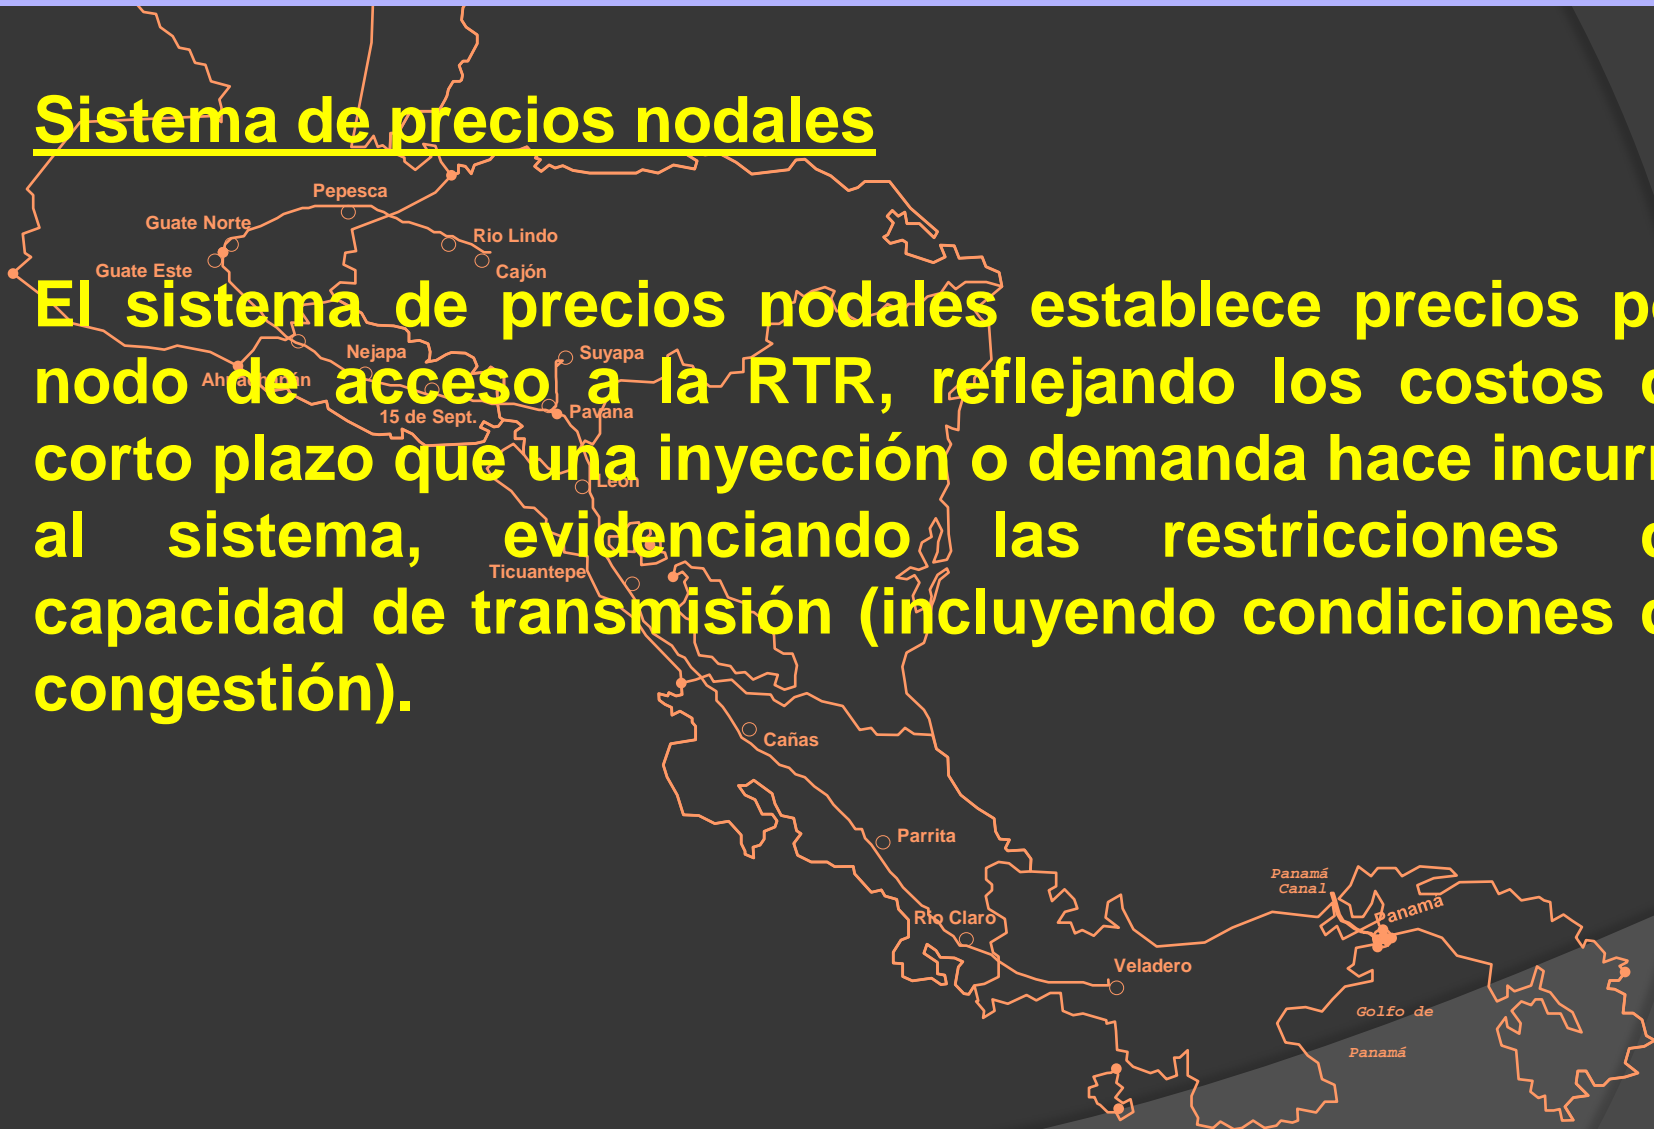 Sistema de precios nodales
Pepesca
Guate Norte
Rio Lindo
Guate Este
Cajón
El sistema de precios nodales establece precios
nodo de acceso a la RTR, reflejando los costos
corto plazo que una inyección o demanda hace
al sistema, evidenciando las restricciones
capacidad de transmisión (incluyendo condiciones
congestión).
Nejapa
Suyapa
15 de Sept.
Pavana
León
Ticuantepe
Cañas
Parrita
Río Claro
Veladero
Panamá
Canal
Panamá
Golfo de
Panamá